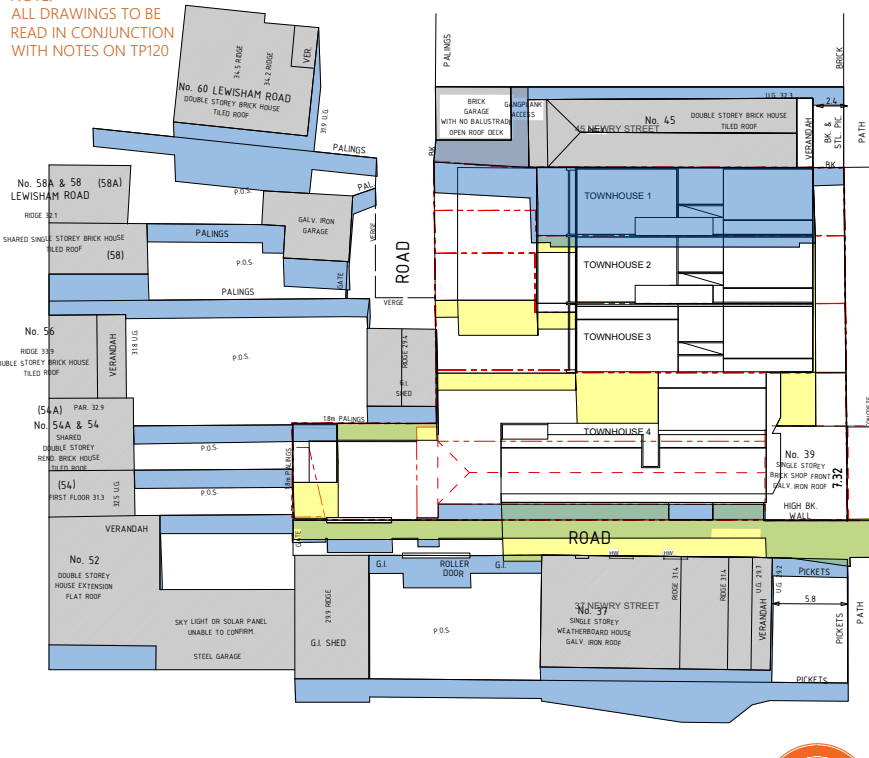 ALL DRAWINGS TO BE
READ IN CONJUNCTION
WITH NOTES ON TP120
34.5 RIDGE
34.2 RIDGE
VER.
No. 60 LEWISHAM ROAD
DOUBLE STOREY BRICK HOUSE
TILED ROOF
31.9 U.G.
PALINGS
PALINGS
BRICK
BRICK
GARAGE
WITH NO BALUSTRADE
OPEN ROOF DECK
GANGPLANK
ACCESS
U.G. 32.3
45 NEWRY STREET
No. 45
DOUBLE STOREY BRICK HOUSE
TILED ROOF
VERANDAH
2.4
BK. &
STL. PIC.
PATH
BK
BK
No. 58A & 58
(58A)
LEWISHAM ROAD
RIDGE 32.1
P.O.S.
PAL
SHARED SINGLE STOREY BRICK HOUSE
TILED ROOF
(58)
PALINGS
GALV. IRON
GARAGE
P.O.S.
GATE
PALINGS
VERGE
ROAD
VERGE
TOWNHOUSE 1
TOWNHOUSE 2
TOWNHOUSE 3
TOWNHOUSE 4
No. 56
RIDGE 33.9
DOUBLE STOREY BRICK HOUSE
TILED ROOF
VERANDAH
31.8 U.G.
P.O.S.
RIDGE 29.4
G.I.
SHED
(54A)
PAR. 32.9
No. 54A & 54
SHARED
DOUBLE STOREY
REND. BRICK HOUSE
TILED ROOF
1.8m PALINGS
P.O.S.
1.8m PALINGS
(54)
FIRST FLOOR 31.3
32.5 U.G.
P.O.S.
No. 39
SINGLE STOREY
BRICK SHOP FRONT
GALV. IRON ROOF
7.32
HIGH BK.
WALL
VERANDAH
GATE
ROAD
No. 52
DOUBLE STOREY
HOUSE EXTENSION
FLAT ROOF
SKY LIGHT OR SOLAR PANEL
UNABLE TO CONFIRM.
STEEL GARAGE
29.9 RIDGE
G.I. SHED
G.I.
ROLLER
DOOR
G.I.
P.O.S.
HW
HW
37 NEWRY STREET
No. 37
SINGLE STOREY
WEATHERBOARD HOUSE
GALV. IRON ROOF
RIDGE 31.4
RIDGE 31.4
VERANDAH
U.G. 29.7
U.G. 29.2
PICKETS
5.8
PICKETS
PATH
PICKETS